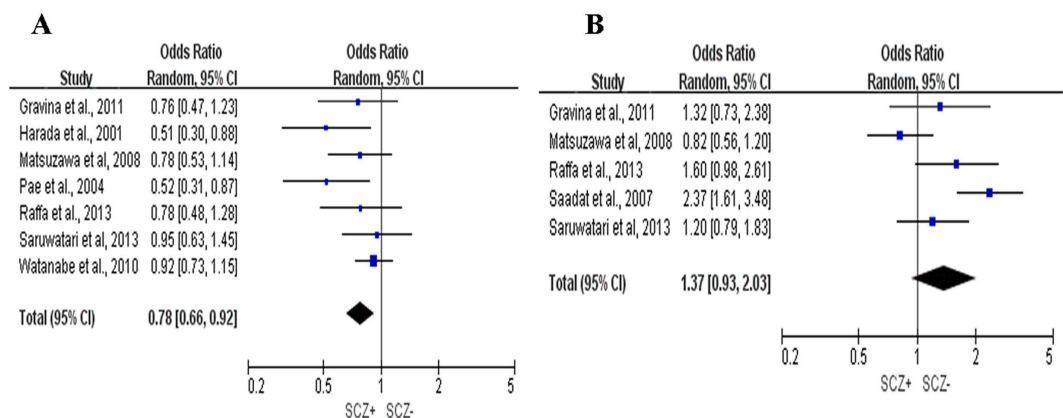 A
Odds Ratio Odds Ratio
Study Random, 95% CI Random, 95% CI
Gravina et al., 2011 0.76 [0.47, 1.23]
Harada et al., 2001 0.51 [0.30, 0.88]
Matsuzawa et al, 2008 0.78 [0.53, 1.14]
Pae et al., 2004 0.52 [0.31, 0.87]
Raffa et al., 2013 0.78 [0.48, 1.28]
Saruwatari et al, 2013 0.95 [0.63, 1.45]
Watanabe et al., 2010 0.92 [0.73, 1.15]
Total (95% CI) 0.78 [0.66, 0.92]
0.2 0.5 1 2 5
SCZ+ SCZ-
B
Odds Ratio Odds Ratio
Study Random, 95% CI Random, 95% CI
Gravina et al., 2011 1.32 [0.73, 2.38]
Matsuzawa et al., 2008 0.82 [0.56, 1.20]
Raffa et al., 2013 1.60 [0.98, 2.61]
Saadat et al., 2007 2.37 [1.61, 3.48]
Saruwatari et al., 2013 1.20 [0.79, 1.83]
Total (95% CI) 1.37 [0.93, 2.03]
0.2 0.5 1 2 5
SCZ+ SCZ-